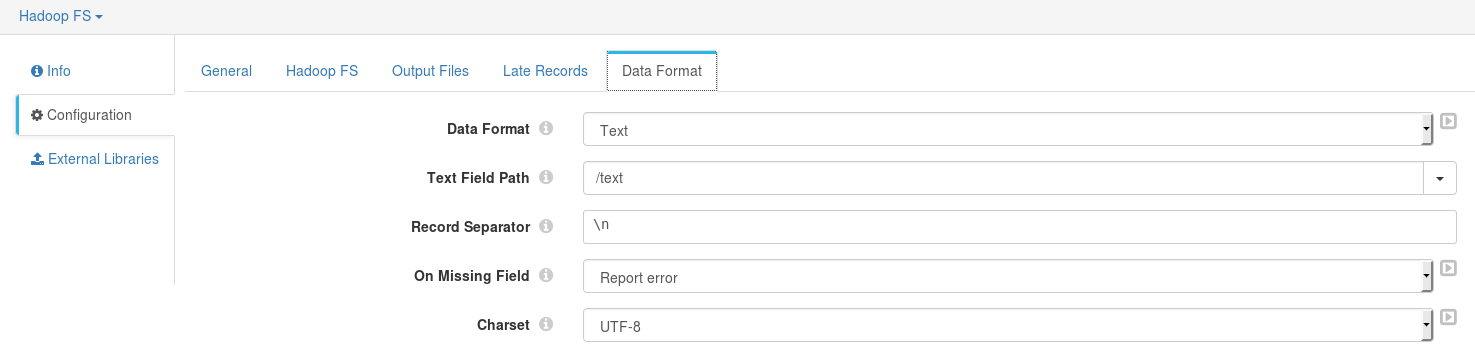 Hadoop FS
Info
Configuration
External Libraries
General Hadoop FS Output Files Late Records Data Format
Data Format Text
Text Field Path /text
Record Separator \n
On Missing Field Report error
Charset UTF-8